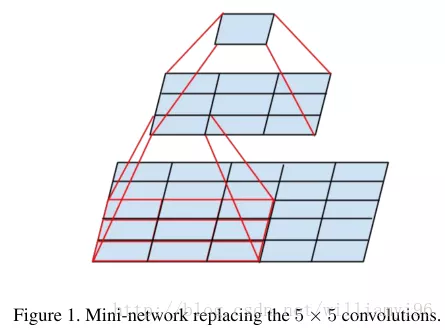 Figure 1. Mini-network replacing the 5 × 5 convolutions.